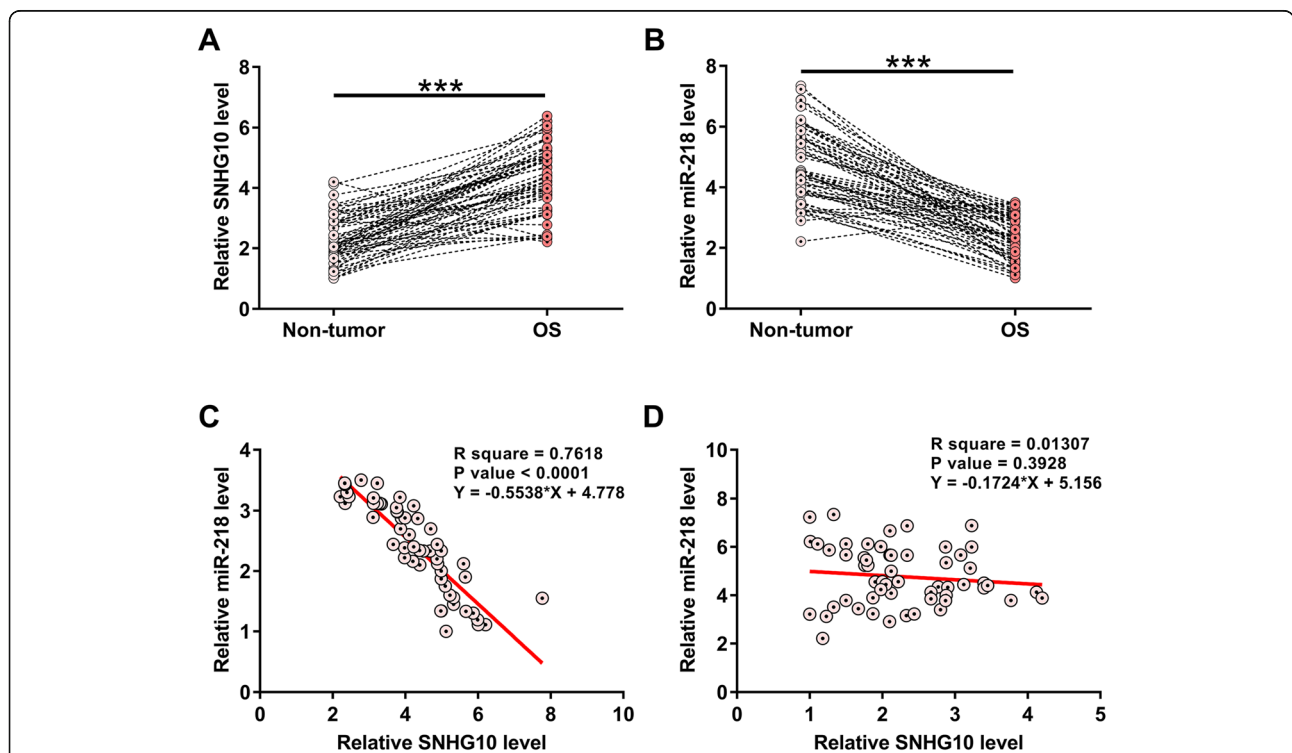 A
Relative SNHG10 level
8
6
4
2
0
***
Non-tumor
OS
B
Relative miR-218 level
8
6
4
2
0
***
Non-tumor
OS
C
Relative miR-218 level
4
3
2
1
0
R square = 0.7618
P value < 0.0001
Y = -0.5538*X + 4.778
0 2 4 6 8 10
Relative SNHG10 level
D
Relative miR-218 level
10
8
6
4
2
0
R square = 0.01307
P value = 0.3928
Y = -0.1724*X + 5.156
0 1 2 3 4 5
Relative SNHG10 level